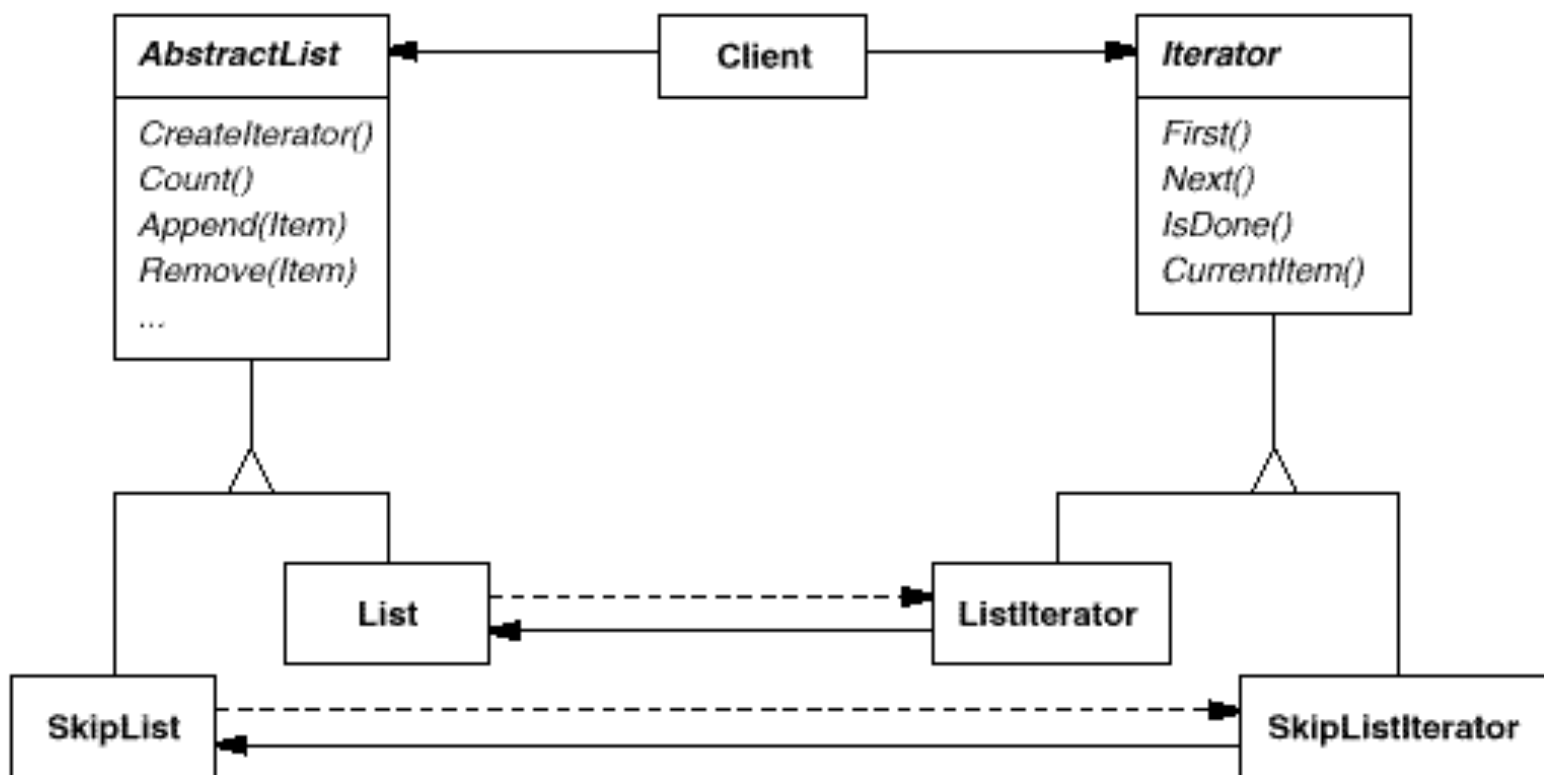 AbstractList
CreateIterator()
Count()
Append(Item)
Remove(Item)
...
Client
Iterator
First()
Next()
IsDone()
CurrentItem()
List
ListIterator
SkipList
SkipListIterator